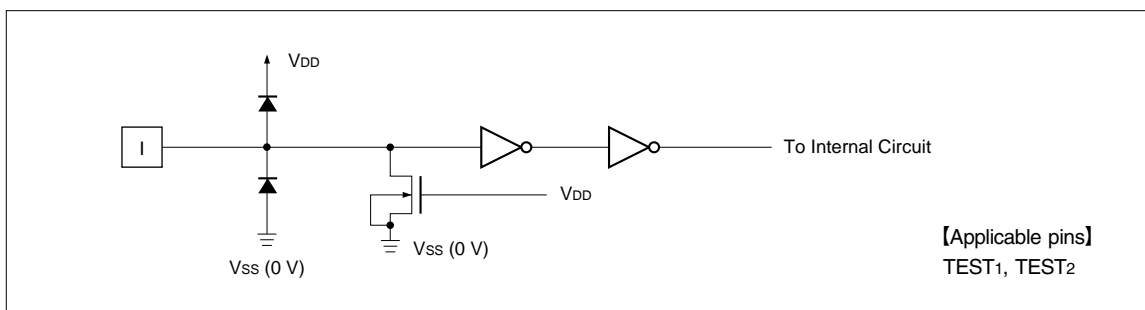 VDD
I
To Internal Circuit
VDD
VSS (0 V)
VSS (0 V)
【Applicable pins】
TEST1, TEST2